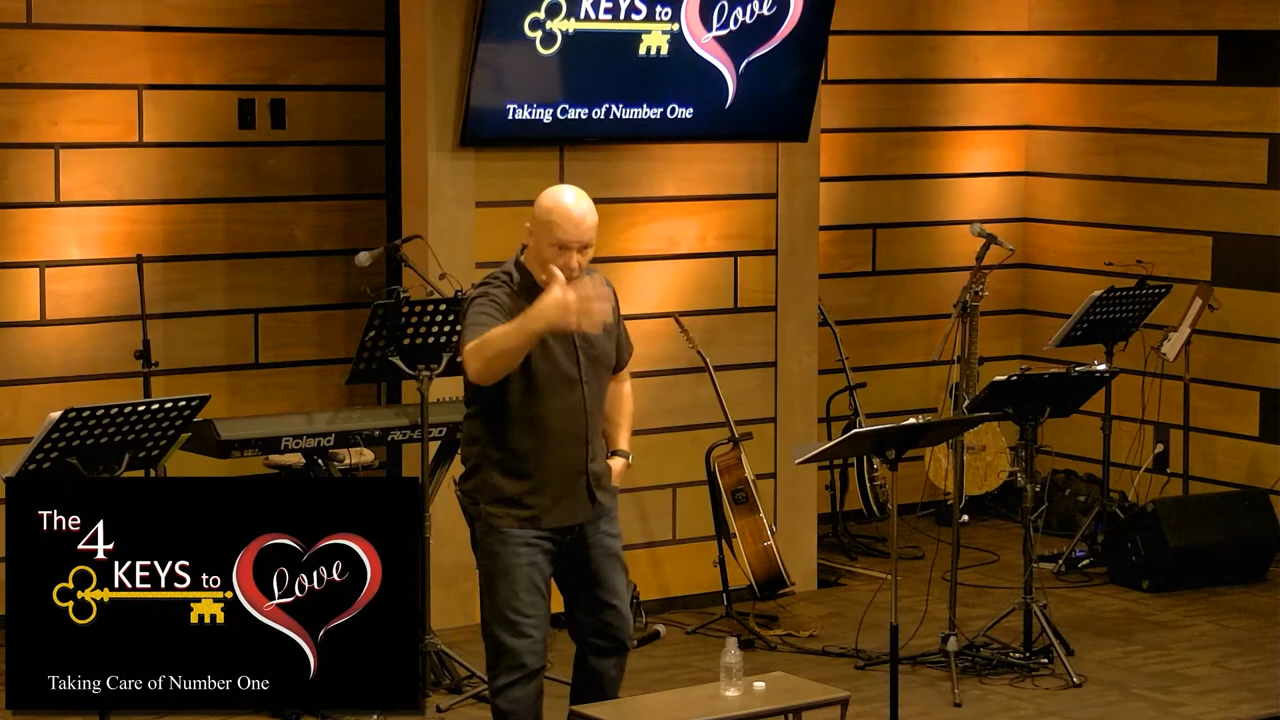 KEYS to
Love
Taking Care of Number One
Roland
RD-800
The
4
KEYS to
Love
Taking Care of Number One